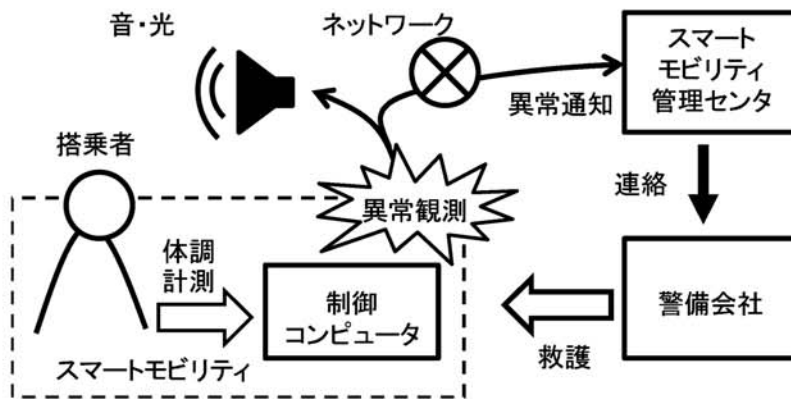 音・光
ネットワーク
スマート
モビリティ
管理センタ
異常通知
搭乗者
連絡
異常観測
体調
計測
制御
コンピュータ
警備会社
救護
スマートモビリティ